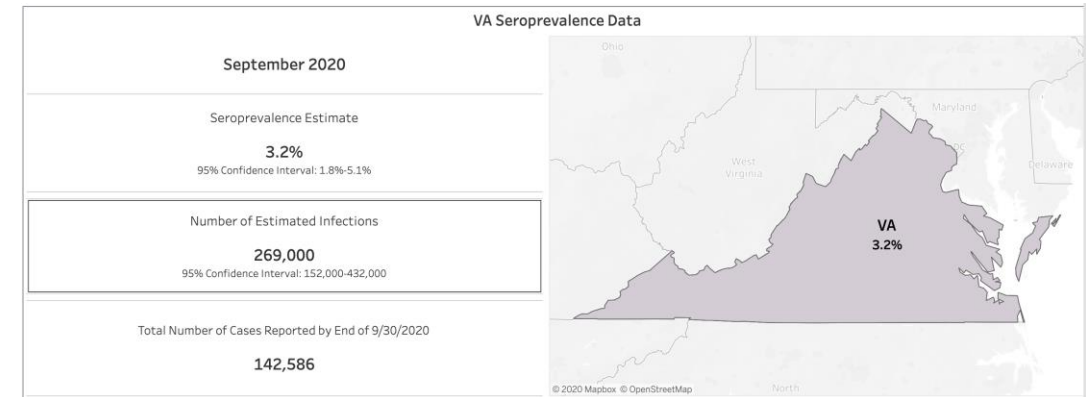 VA Seroprevalence Data
September 2020
Seroprevalence Estimate
3.2%
95% Confidence Interval: 1.8%-5.1%
Number of Estimated Infections
269,000
95% Confidence Interval: 152,000-432,000
Total Number of Cases Reported by End of 9/30/2020
142,586
Ohio
Maryland
DC
West
Virginia
Delaware
VA
3.2%
© 2020 Mapbox © OpenStreetMap
North